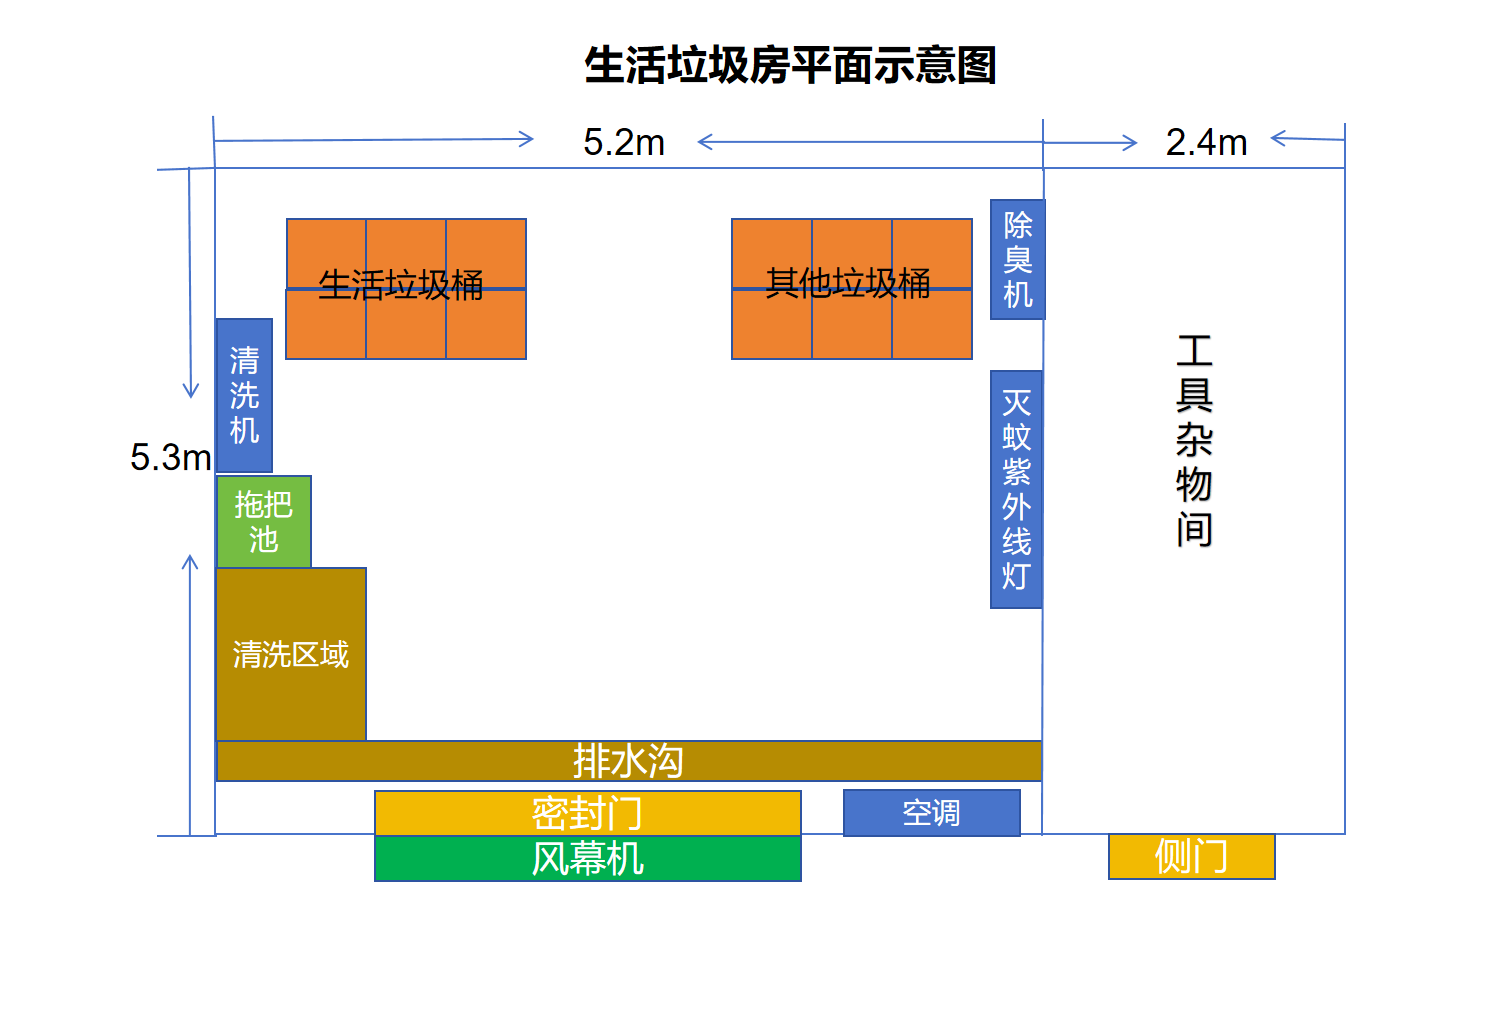 生活垃圾房平面示意图
5.2m
2.4m
生活垃圾桶
其他垃圾桶
除
臭
机
清
洗
机
5.3m
拖把
池
灭
蚊
紫
外
线
灯
工
具
杂
物
间
清洗区域
排水沟
密封门
空调
风幕机
侧门